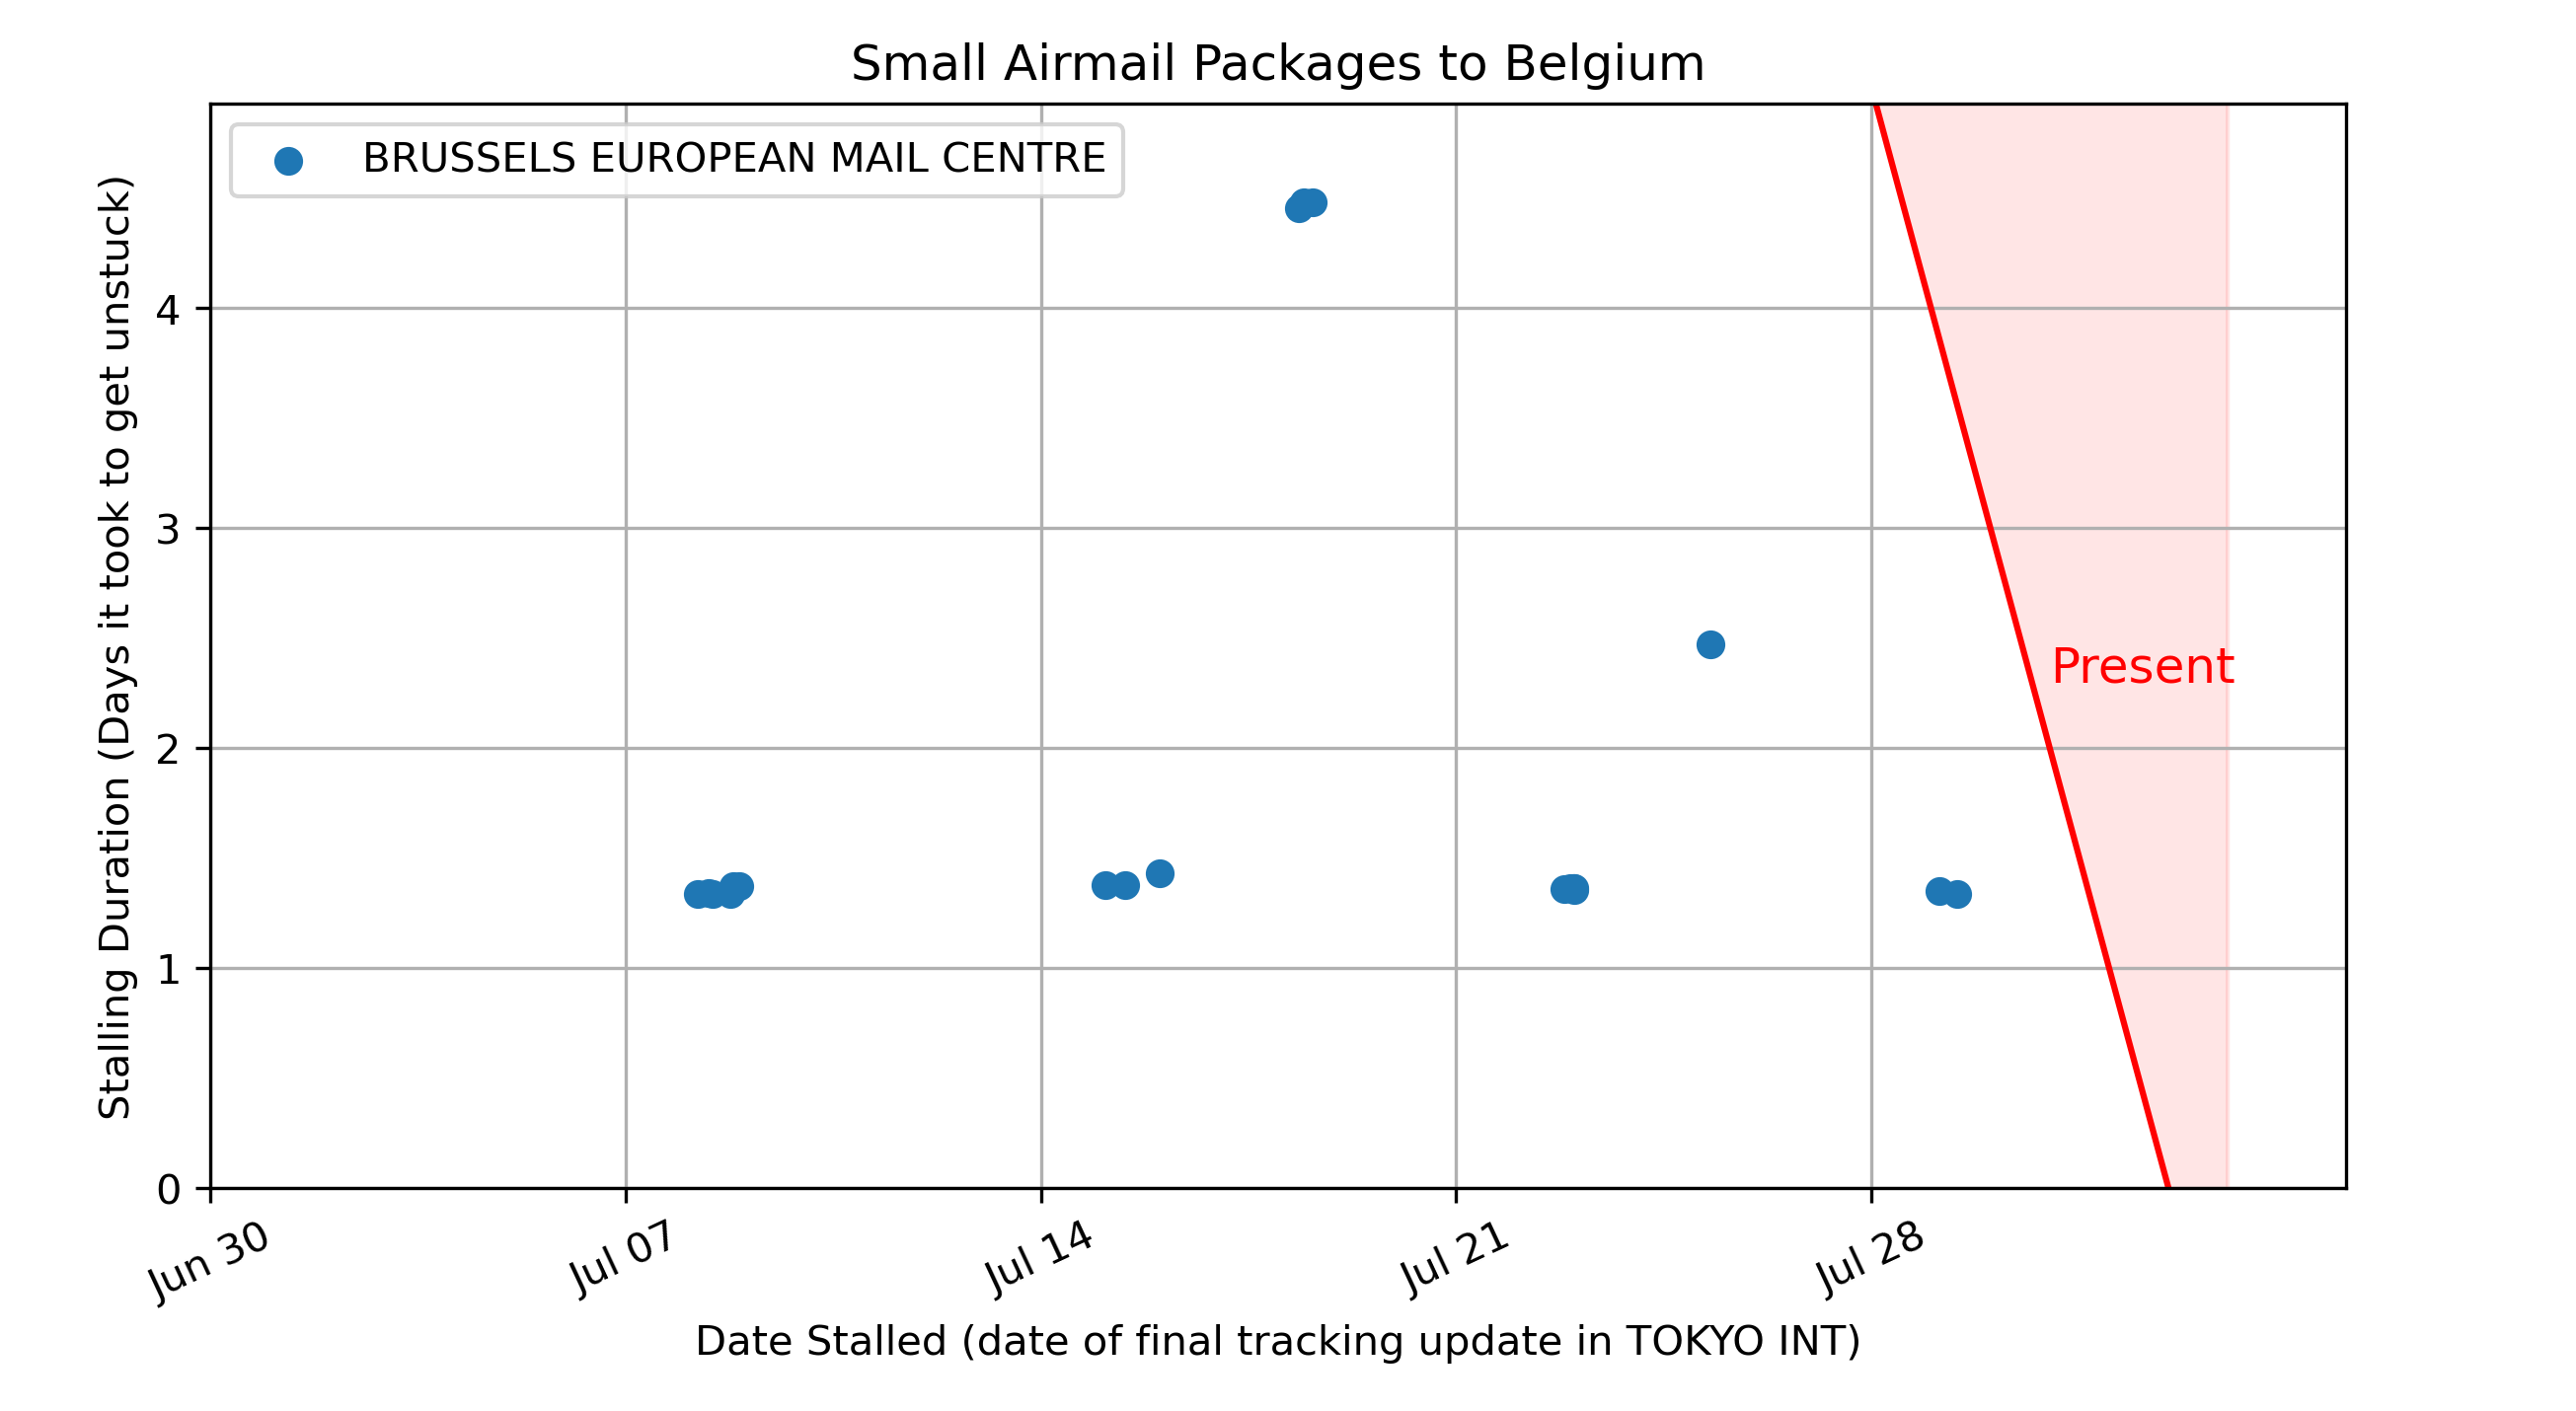 Small Airmail Packages to Belgium
BRUSSELS EUROPEAN MAIL CENTRE
Stalling Duration (Days it took to get unstuck)
4
3
2
1
0
Present
Jun 30
Jul 07
Jul 14
Jul 21
Jul 28
Date Stalled (date of final tracking update in TOKYO INT)